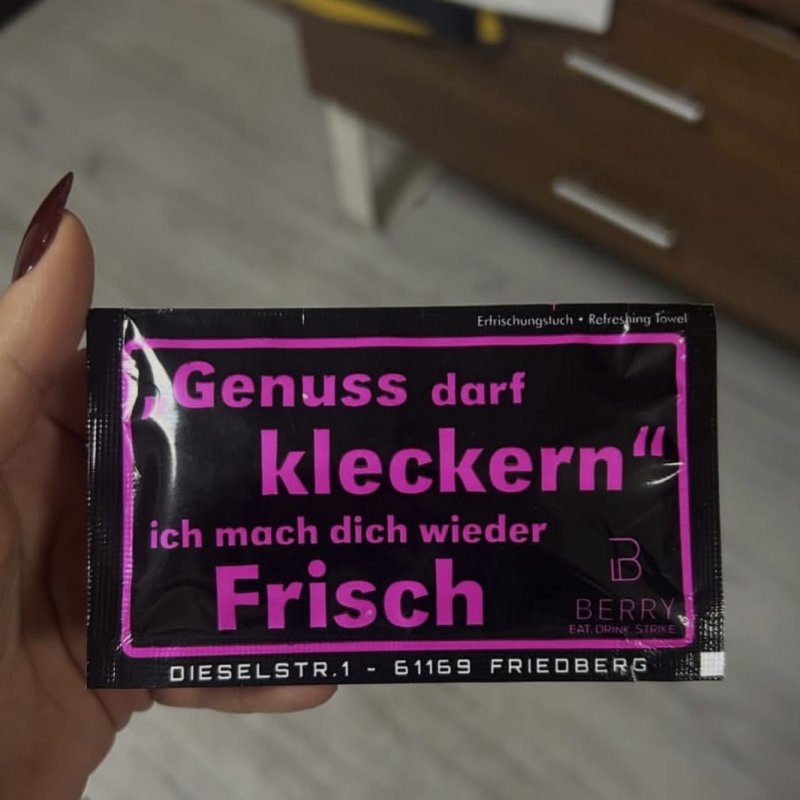 Erfrischungstuch • Refreshing Towel
„Genuss darf
kleckern“
ich mach dich wieder
Frisch
B
BERRY
EAT. DRINK. STRIKE.
DIESELSTR.1 - 61169 FRIEDBERG